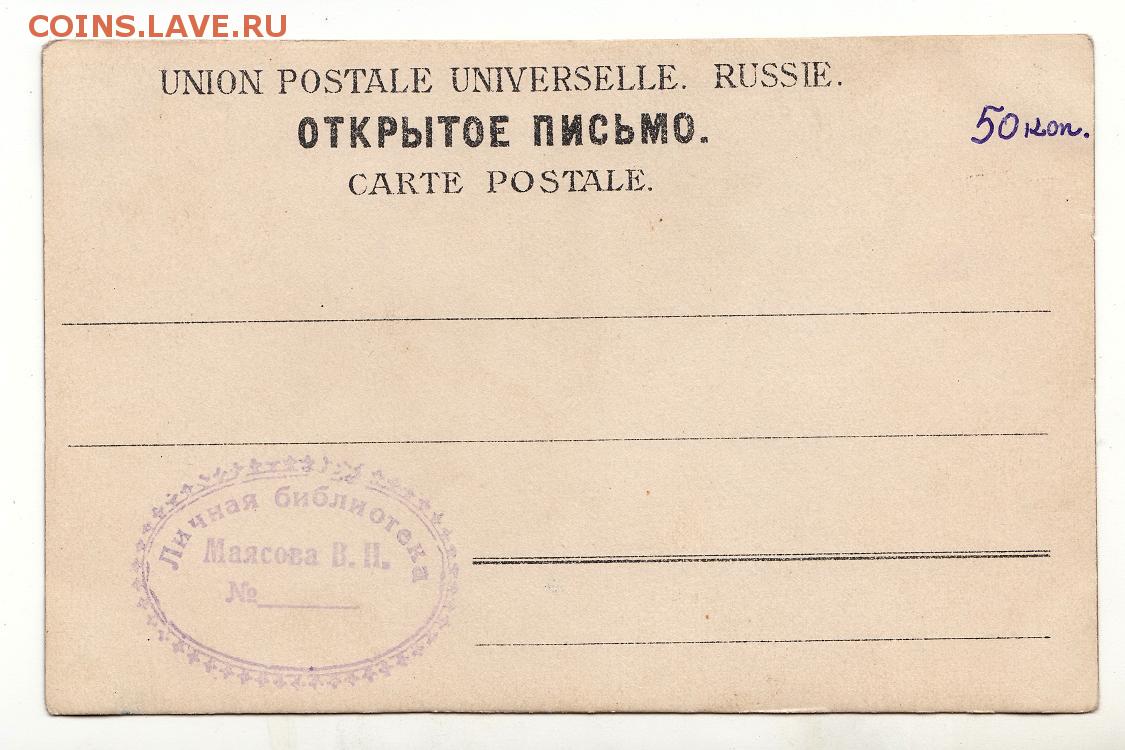 COINS.LAVE.RU
UNION POSTALE UNIVERSELLE. RUSSIE.
ОТКРЫТОЕ ПИСЬМО.
50 коп.
CARTE POSTALE.
Личная библиотека
Маясова В. П.
№